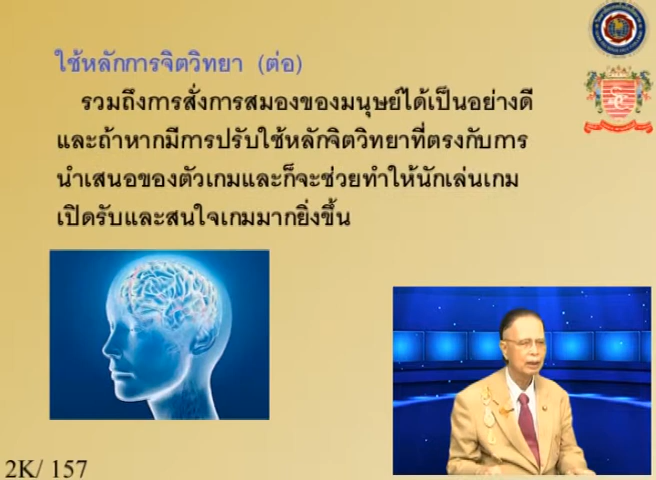 ใช้หลักการจิตวิทยา (ต่อ)
รวมถึงการสั่งการสมองของมนุษย์ได้เป็นอย่างดี
และถ้าหากมีการปรับใช้หลักจิตวิทยาที่ตรงกับการ
นำเสนอของตัวเกมและก็จะช่วยทำให้นักเล่นเกม
เปิดรับและสนใจเกมมากยิ่งขึ้น
2K/ 157